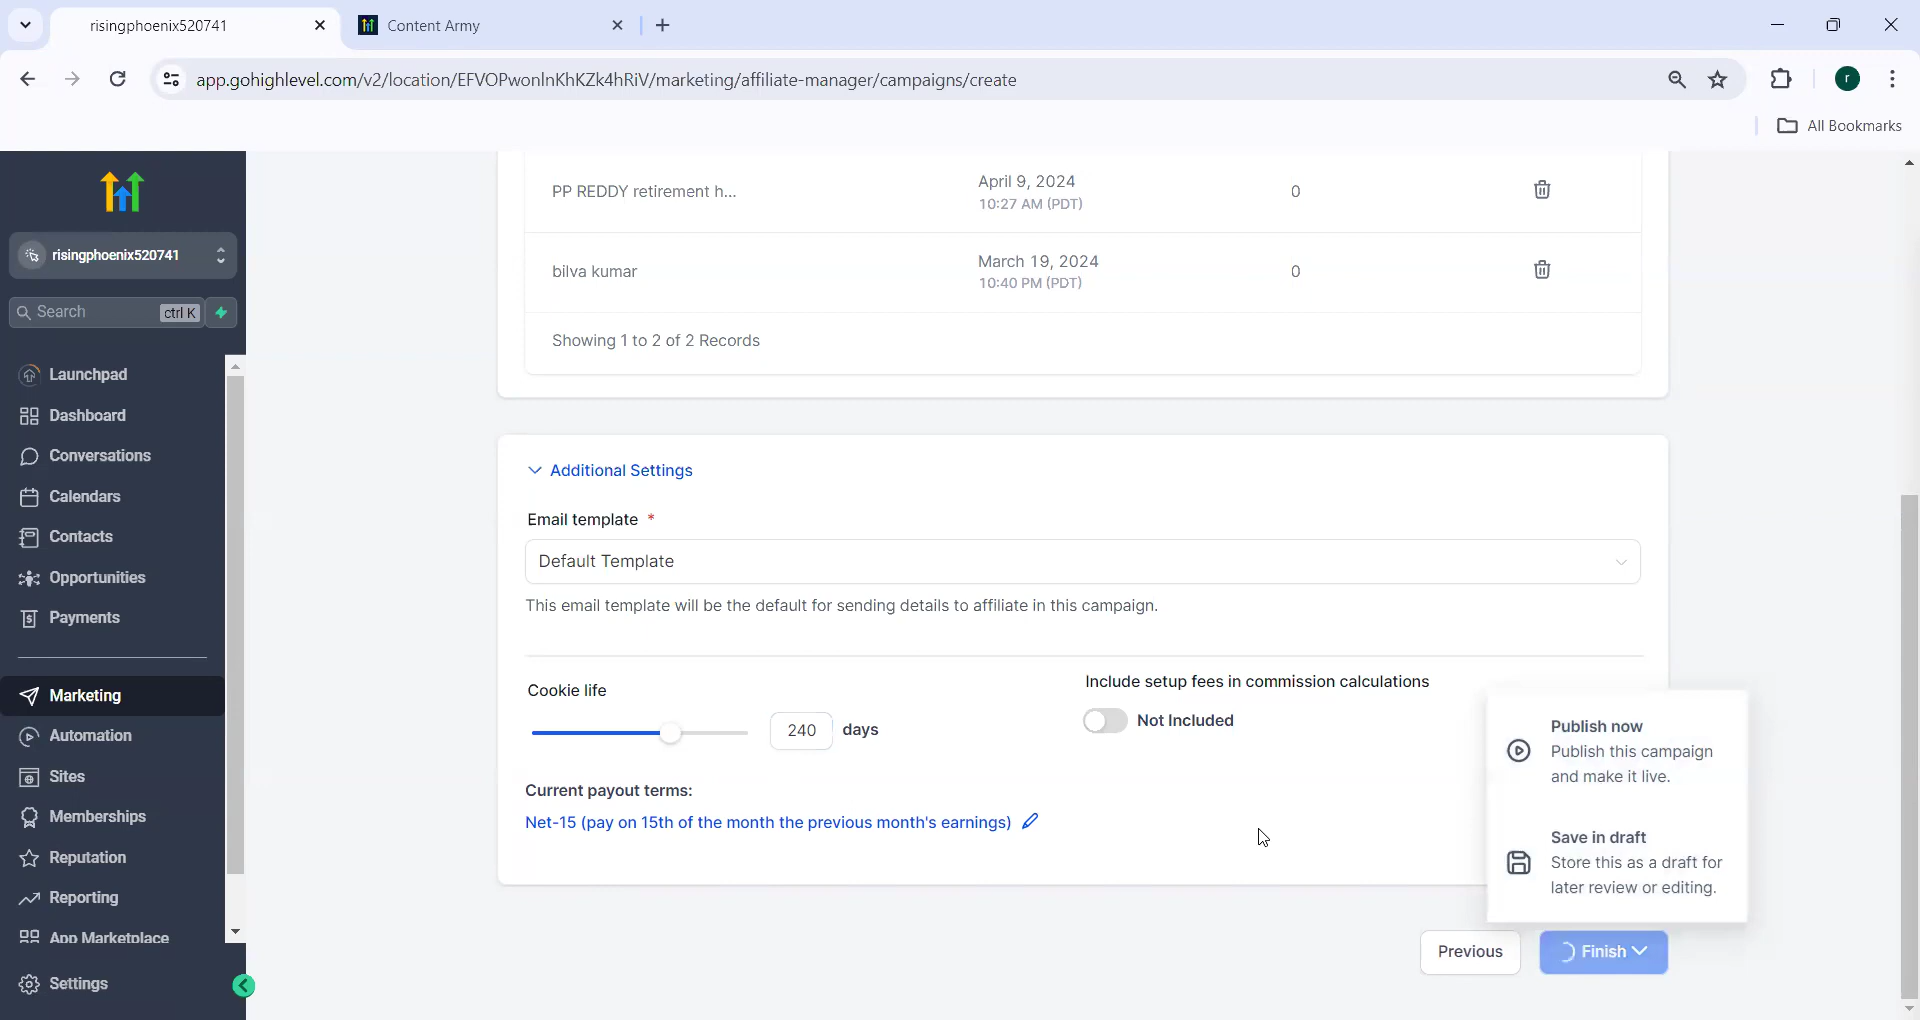 risingphoenix520741
Content Army
app.gohighlevel.com/v2/location/EFVOPwonlnKhKZk4hRiV/marketing/affiliate-manager/campaigns/create
r
All Bookmarks
risingphoenix520741
Search
ctrl K
Launchpad
Dashboard
Conversations
Calendars
Contacts
Opportunities
Payments
Marketing
Automation
Sites
Memberships
Reputation
Reporting
App Marketplace
Settings
PP REDDY retirement h...
April 9, 2024
10:27 AM (PDT)
0
bilva kumar
March 19, 2024
10:40 PM (PDT)
0
Showing 1 to 2 of 2 Records
Additional Settings
Email template *
Default Template
This email template will be the default for sending details to affiliate in this campaign.
Cookie life
240
days
Include setup fees in commission calculations
Not Included
Current payout terms:
Net-15 (pay on 15th of the month the previous month's earnings)
Publish now
Publish this campaign
and make it live.
Save in draft
Store this as a draft for
later review or editing.
Previous
Finish